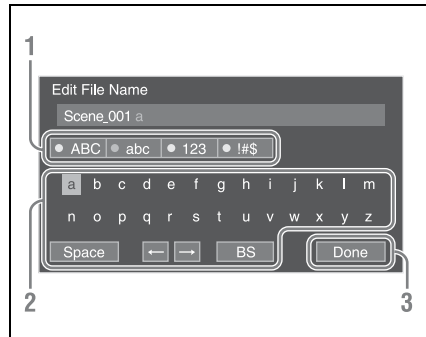 1
Edit File Name
Scene_001 a
ABC abc 123 !#$
a b c d e f g h i j k l m
n o p q r s t u v w x y z
Space ← → BS Done
2 3